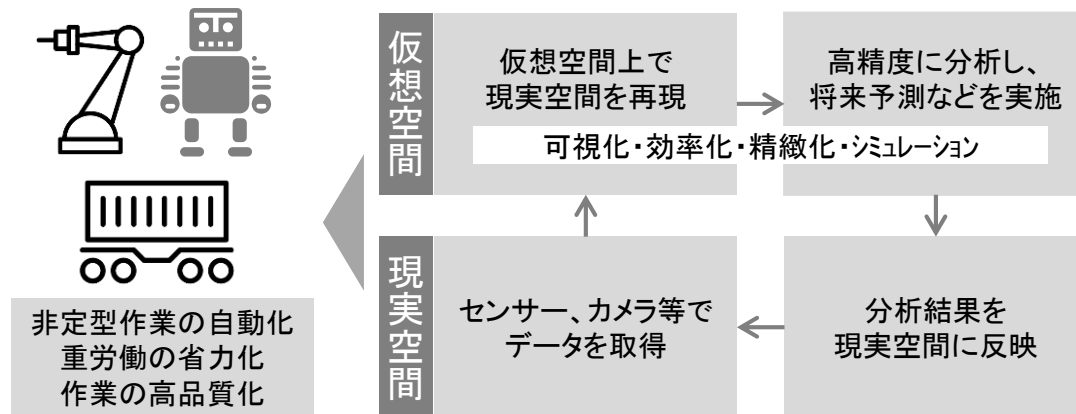 仮想空間
仮想空間上で
現実空間を再現
高精度に分析し、
将来予測などを実施
可視化・効率化・精緻化・シミュレーション
現実空間
センサー、カメラ等で
データを取得
分析結果を
現実空間に反映
非定型作業の自動化
重労働の省力化
作業の高品質化